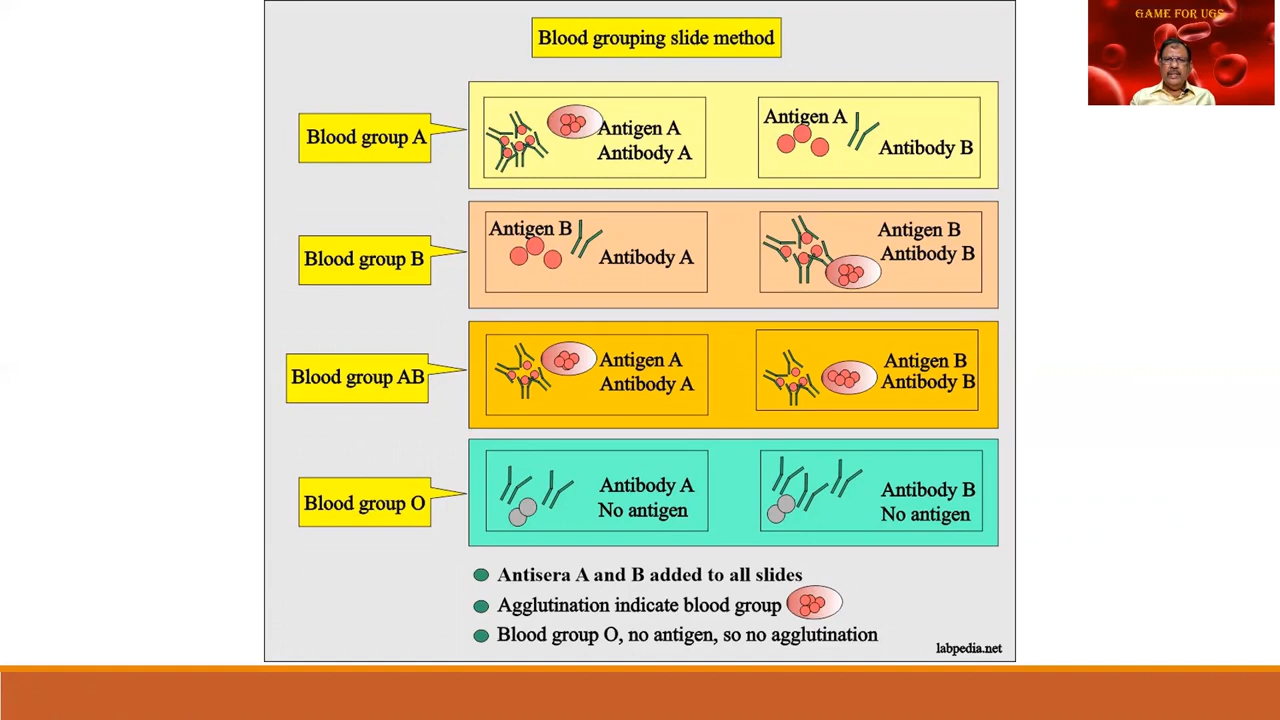 GAME FOR UGS
Blood grouping slide method
Blood group A
Antigen A
Antibody A
Antigen A
Antibody B
Blood group B
Antigen B
Antibody A
Antigen B
Antibody B
Blood group AB
Antigen A
Antibody A
Antigen B
Antibody B
Blood group O
Antibody A
No antigen
Antibody B
No antigen
Antisera A and B added to all slides
Agglutination indicate blood group
Blood group O, no antigen, so no agglutination
labpedia.net